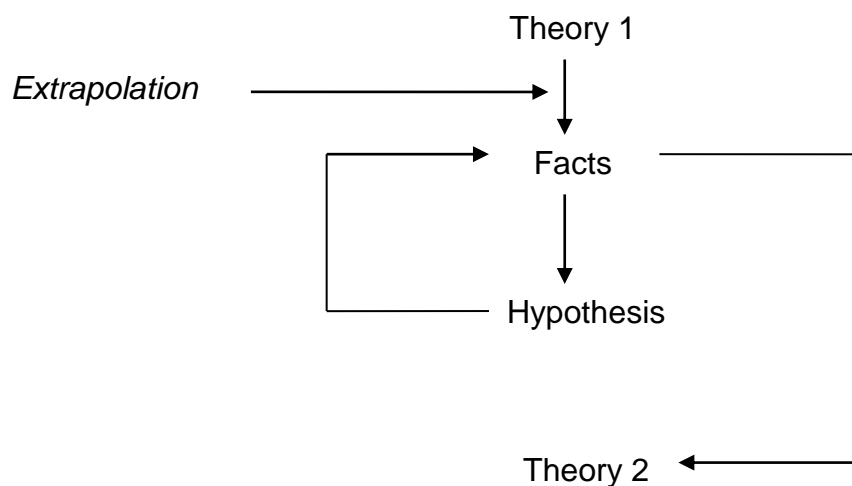 Theory 1
Extrapolation
Facts
Hypothesis
Theory 2